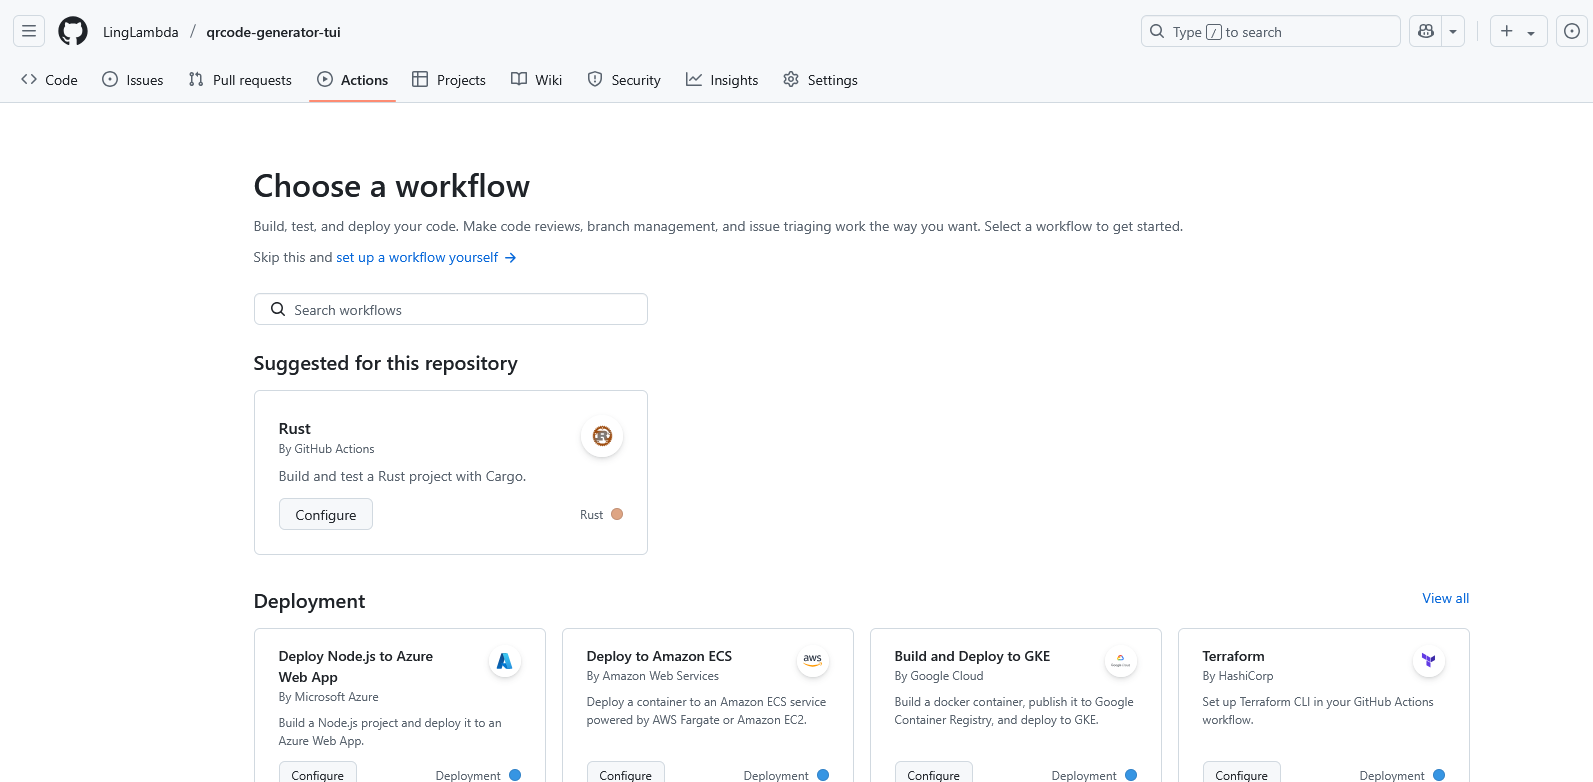 LingLambda / qrcode-generator-tui
Type / to search
Code Issues Pull requests Actions Projects Wiki Security Insights Settings
Choose a workflow
Build, test, and deploy your code. Make code reviews, branch management, and issue triaging work the way you want. Select a workflow to get started.
Skip this and set up a workflow yourself →
Search workflows
Suggested for this repository
Rust
By GitHub Actions
Build and test a Rust project with Cargo.
Configure
Rust
Deployment
View all
Deploy Node.js to Azure
Web App
By Microsoft Azure
Build a Node.js project and deploy it to an
Azure Web App.
Configure
Deployment
Deploy to Amazon ECS
aws
By Amazon Web Services
Deploy a container to an Amazon ECS service
powered by AWS Fargate or Amazon EC2.
Configure
Deployment
Build and Deploy to GKE
Google Cloud
By Google Cloud
Build a docker container, publish it to Google
Container Registry, and deploy to GKE.
Configure
Deployment
Terraform
By HashiCorp
Set up Terraform CLI in your GitHub Actions
workflow.
Configure
Deployment